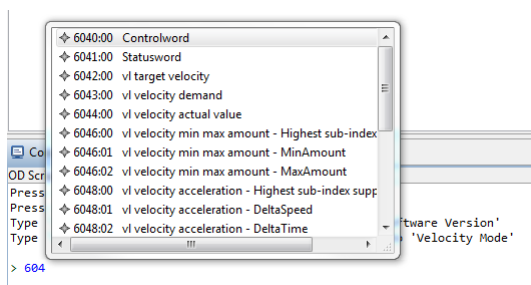 6040:00 Controlword
6041:00 Statusword
6042:00 vl target velocity
6043:00 vl velocity demand
6044:00 vl velocity actual value
6046:00 vl velocity min max amount - Highest sub-index
6046:01 vl velocity min max amount - MinAmount
6046:02 vl velocity min max amount - MaxAmount
6048:00 vl velocity acceleration - Highest sub-index supp
6048:01 vl velocity acceleration - DeltaSpeed
6048:02 vl velocity acceleration - DeltaTime
Co
OD Scr
Press
Press
Type ftware Version'
Type 'Velocity Mode'
> 604